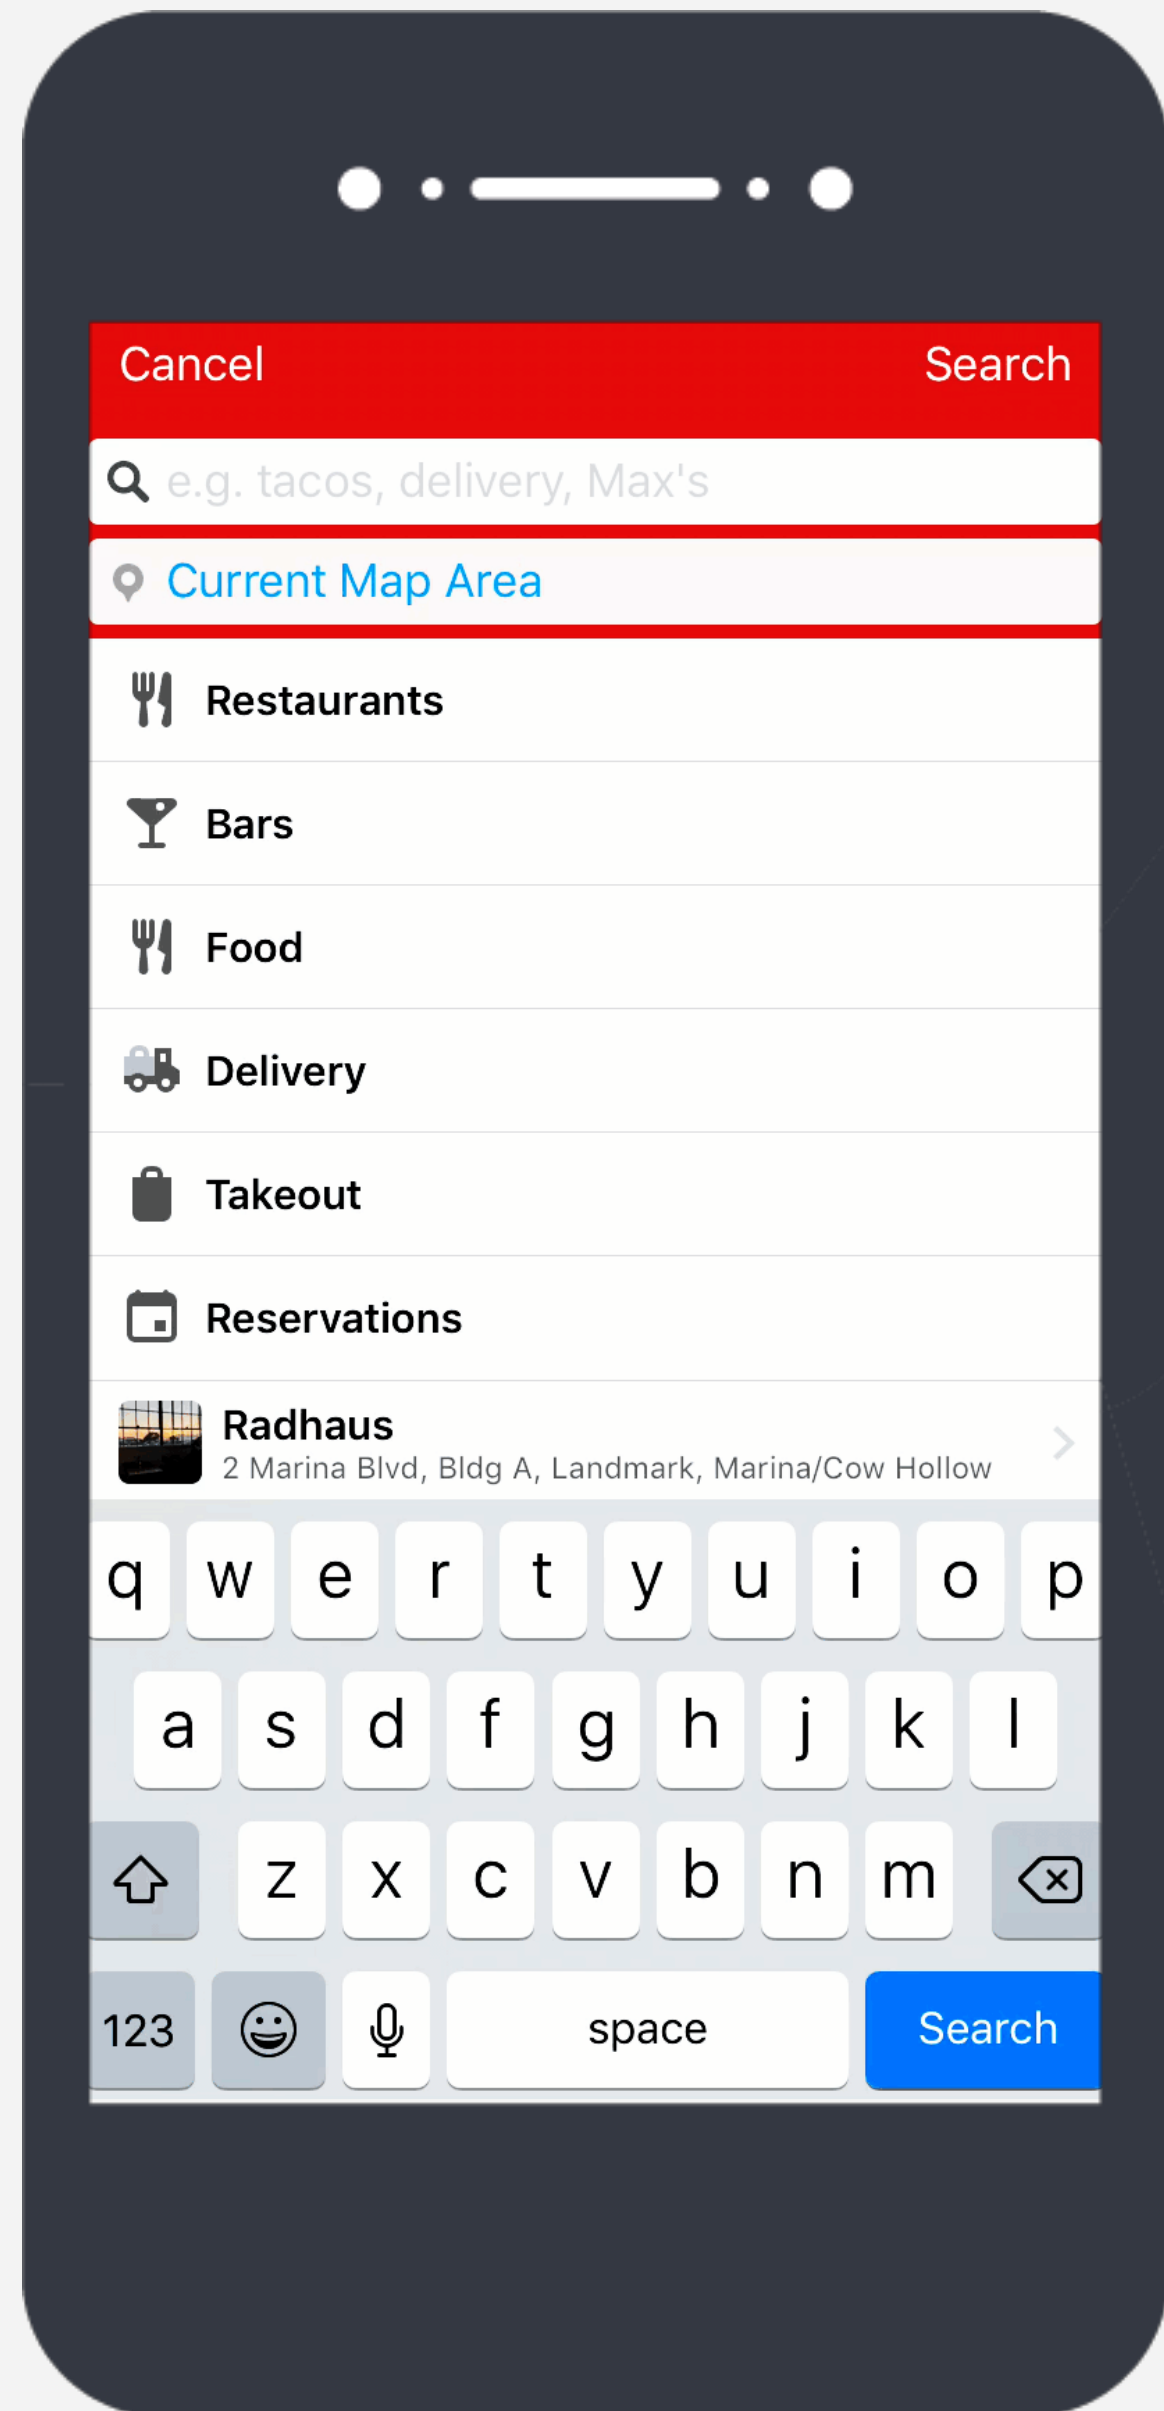 Cancel Search
e.g. tacos, delivery, Max's
Current Map Area
Restaurants
Bars
Food
Delivery
Takeout
Reservations
Radhaus
2 Marina Blvd, Bldg A, Landmark, Marina/Cow Hollow
q w e r t y u i o p
a s d f g h j k l
z x c v b n m
123 space Search